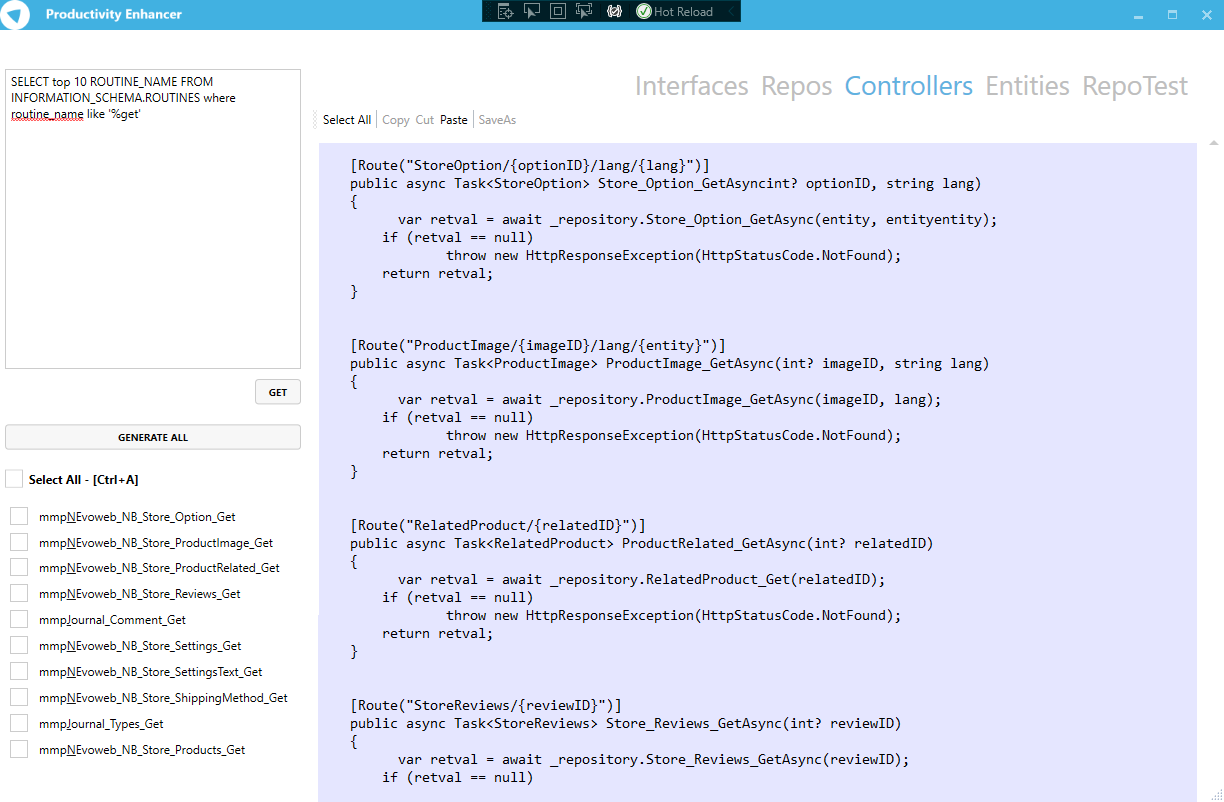 Productivity Enhancer
Hot Reload
SELECT top 10 ROUTINE_NAME FROM
INFORMATION_SCHEMA.ROUTINES where
routine_name like '%get'
GET
GENERATE ALL
Select All - [Ctrl+A]
mmpNEvoweb_NB_Store_Option_Get
mmpNEvoweb_NB_Store_ProductImage_Get
mmpNEvoweb_NB_Store_ProductRelated_Get
mmpNEvoweb_NB_Store_Reviews_Get
mmpJournal_Comment_Get
mmpNEvoweb_NB_Store_Settings_Get
mmpNEvoweb_NB_Store_SettingsText_Get
mmpNEvoweb_NB_Store_ShippingMethod_Get
mmpJournal_Types_Get
mmpNEvoweb_NB_Store_Products_Get
Interfaces Repos Controllers Entities RepoTest
Select All Copy Cut Paste SaveAs
[Route("StoreOption/{optionID}/lang/{lang}")]
public async Task<StoreOption> Store_Option_GetAsyncint? optionID, string lang)
{
var retval = await _repository.Store_Option_GetAsync(entity, entityentity);
if (retval == null)
throw new HttpResponseException(HttpStatusCode.NotFound);
return retval;
}
[Route("ProductImage/{imageID}/lang/{entity}")]
public async Task<ProductImage> ProductImage_GetAsync(int? imageID, string lang)
{
var retval = await _repository.ProductImage_GetAsync(imageID, lang);
if (retval == null)
throw new HttpResponseException(HttpStatusCode.NotFound);
return retval;
}
[Route("RelatedProduct/{relatedID}")]
public async Task<RelatedProduct> ProductRelated_GetAsync(int? relatedID)
{
var retval = await _repository.RelatedProduct_Get(relatedID);
if (retval == null)
throw new HttpResponseException(HttpStatusCode.NotFound);
return retval;
}
[Route("StoreReviews/{reviewID}")]
public async Task<StoreReviews> Store_Reviews_GetAsync(int? reviewID)
{
var retval = await _repository.Store_Reviews_GetAsync(reviewID);
if (retval == null)